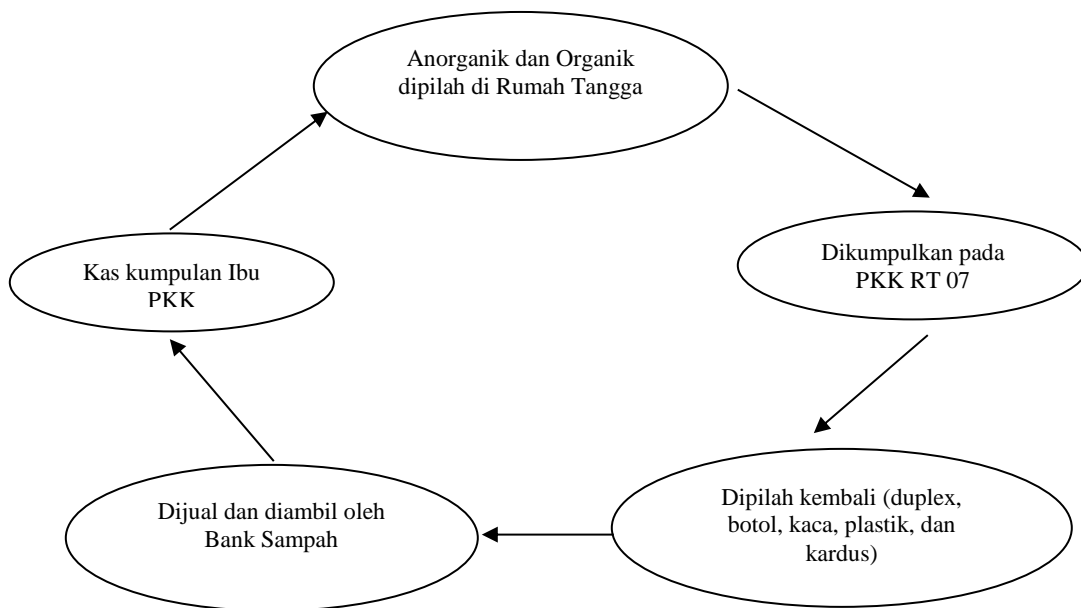 Anorganik dan Organik
dipilah di Rumah Tangga
Dikumpulkan pada
PKK RT 07
Dipilah kembali (duplex,
botol, kaca, plastik, dan
kardus)
Dijual dan diambil oleh
Bank Sampah
Kas kumpulan Ibu
PKK